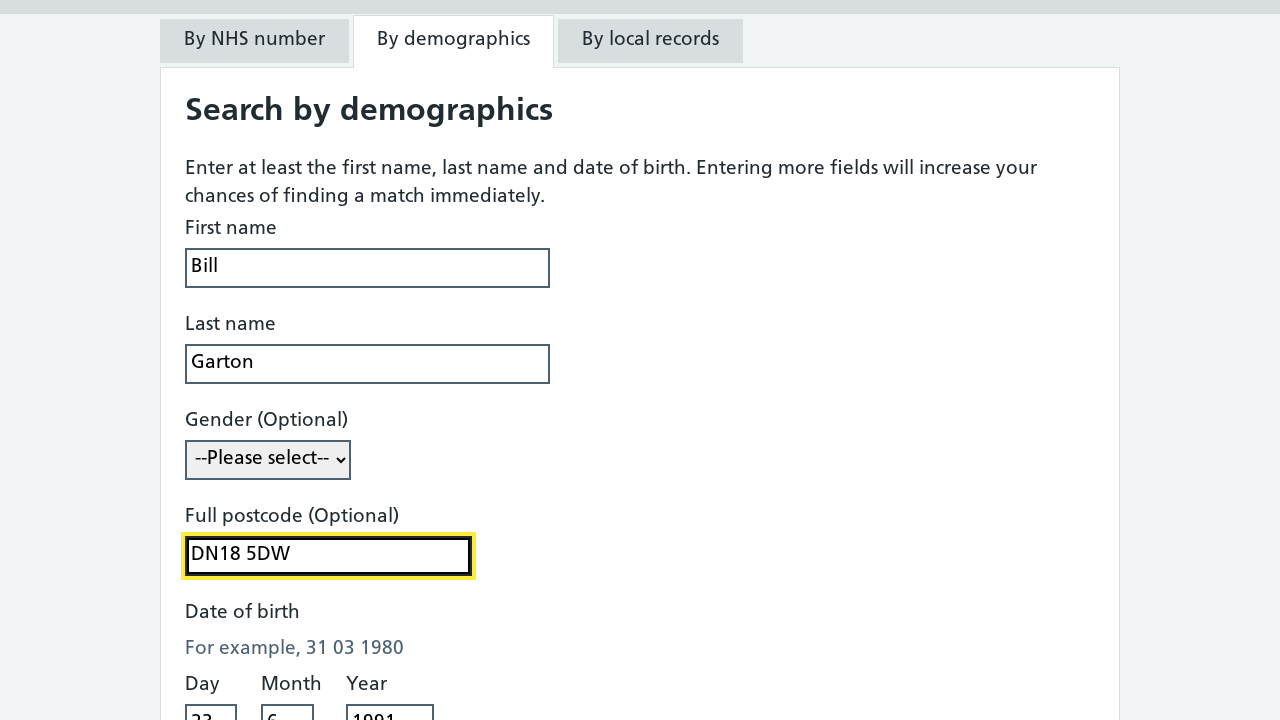 By NHS number
By demographics
By local records
Search by demographics
Enter at least the first name, last name and date of birth. Entering more fields will increase your
chances of finding a match immediately.
First name
Bill
Last name
Garton
Gender (Optional)
--Please select--
Full postcode (Optional)
DN18 5DW
Date of birth
For example, 31 03 1980
Day Month Year
23 6 1991